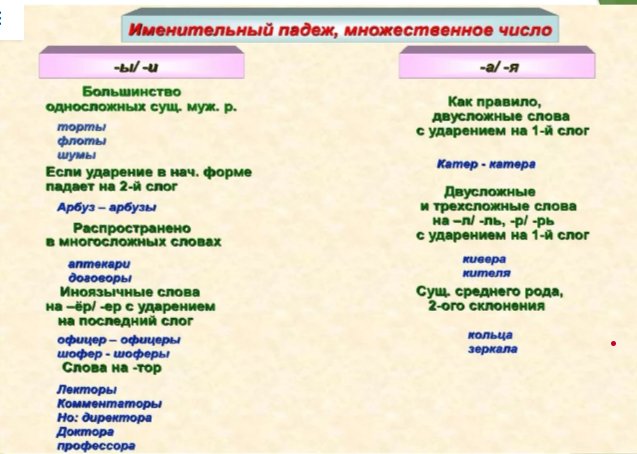 Именительный падеж, множественное число
-ы/ -и
Большинство
односложных сущ. муж. р.
торты
флоты
шумы
Если ударение в нач. форме
падает на 2-й слог
Арбуз – арбузы
Распространено
в многосложных словах
аптекари
договоры
Иноязычные слова
на –ёр/ -ер с ударением
на последний слог
офицер – офицеры
шофер - шоферы
Слова на -тор
Лекторы
Комментаторы
Но: директора
Доктора
профессора
-а/ -я
Как правило,
двусложные слова
с ударением на 1-й слог
Катер - катера
Двусложные
и трехсложные слова
на –л/ -ль, -р/ -рь
с ударением на 1-й слог
кивера
кителя
Сущ. среднего рода,
2-ого склонения
кольца
зеркала